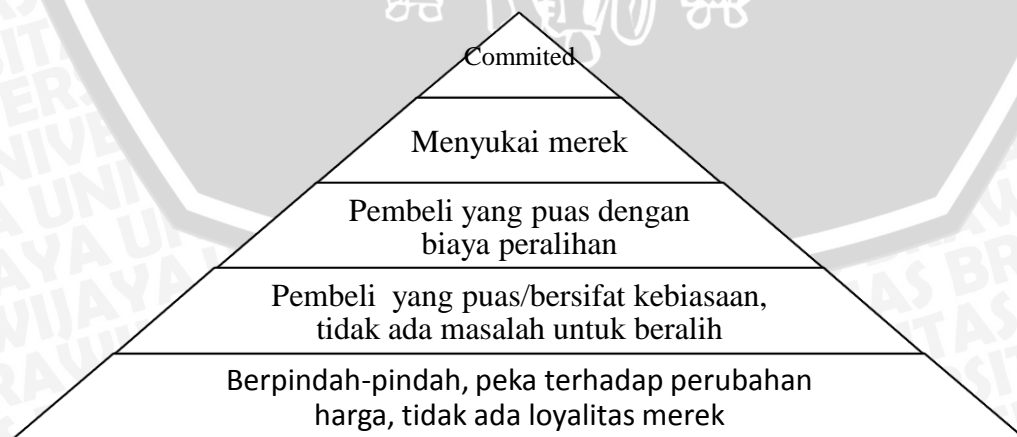 Commited
Menyukai merek
Pembeli yang puas dengan
biaya peralihan
Pembeli  yang puas/bersifat kebiasaan,
tidak ada masalah untuk beralih
Berpindah-pindah, peka terhadap perubahan
harga, tidak ada loyalitas merek